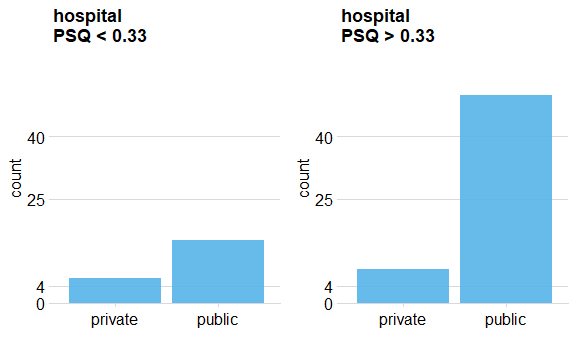 hospital
PSQ < 0.33
count
40
25
4
0
private public
hospital
PSQ > 0.33
count
40
25
4
0
private public